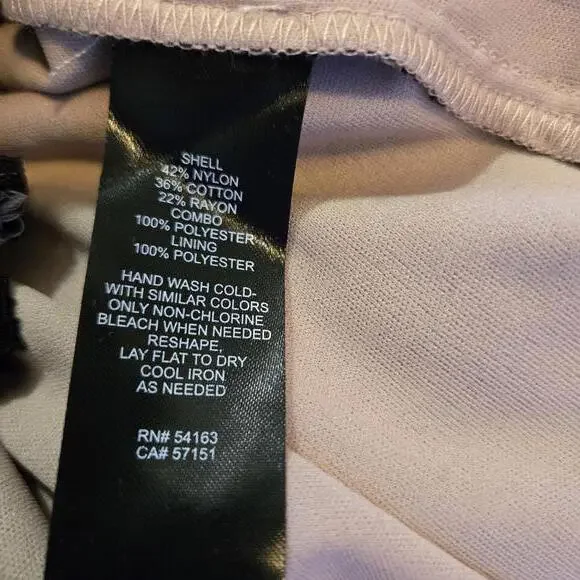 SHELL
42% NYLON
36% COTTON
22% RAYON
COMBO
100% POLYESTER
LINING
100% POLYESTER
HAND WASH COLD-
WITH SIMILAR COLORS
ONLY NON-CHLORINE
BLEACH WHEN NEEDED
RESHAPE,
LAY FLAT TO DRY
COOL IRON
AS NEEDED
RN# 54163
CA# 57151